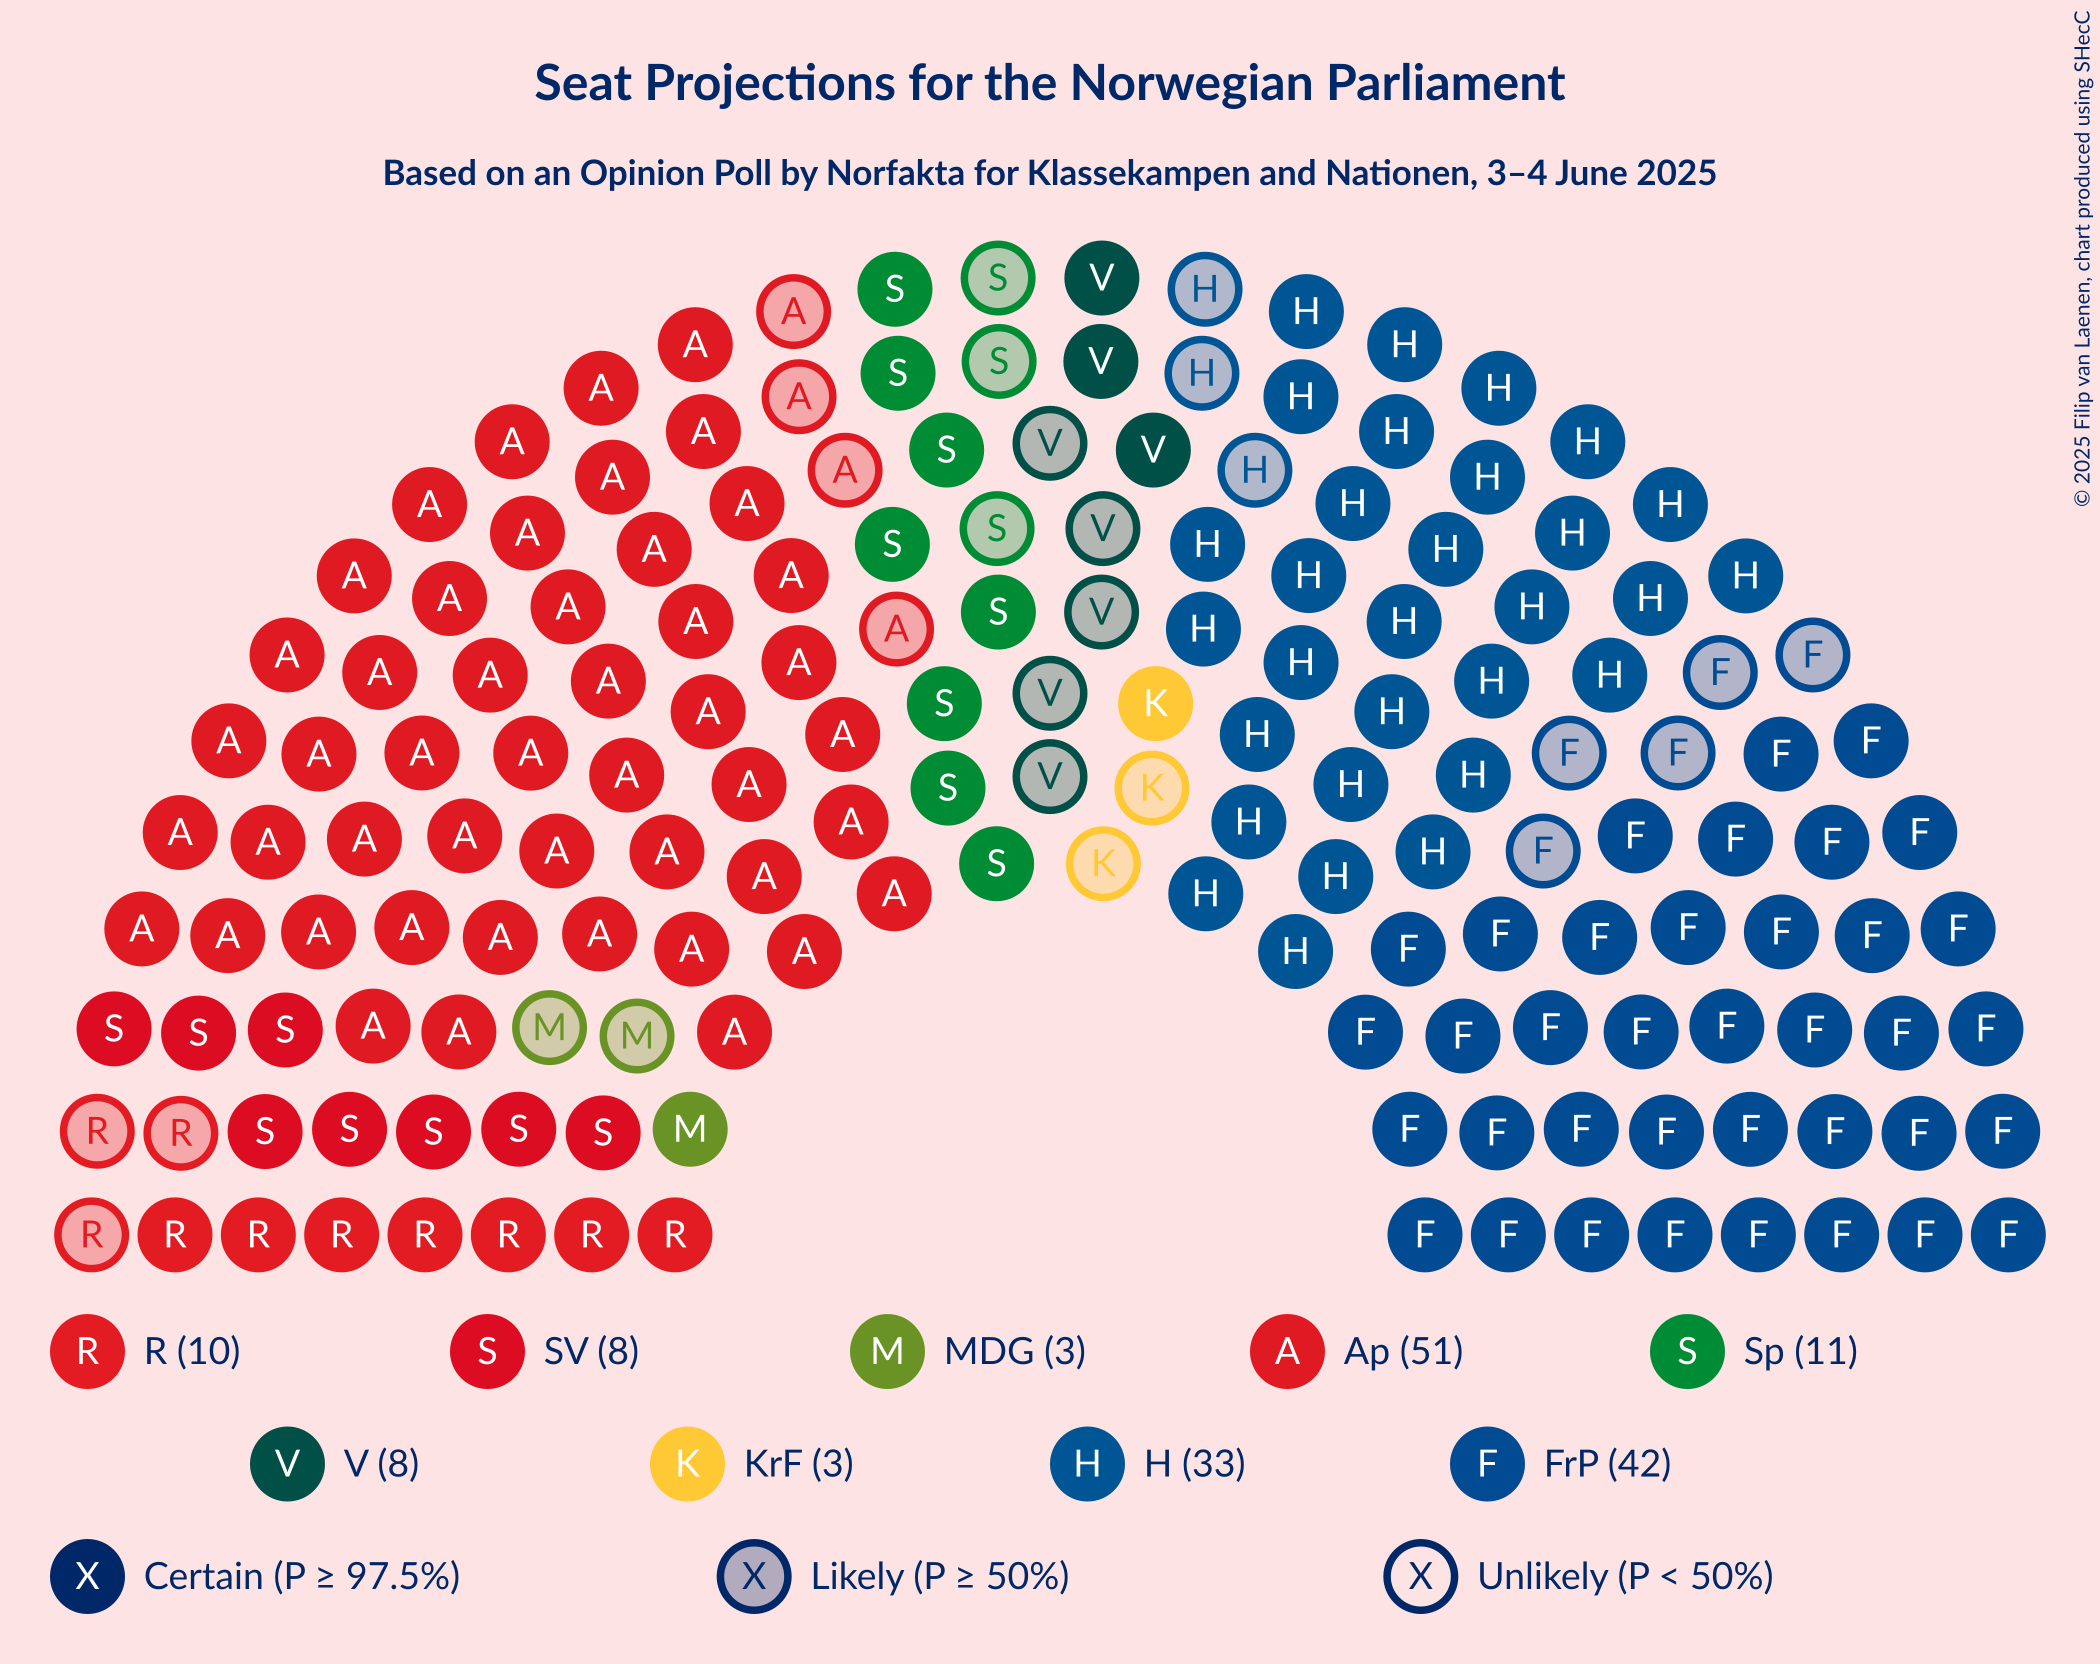 Seat Projections for the Norwegian Parliament
Based on an Opinion Poll by Norfakta for Klassekampen and Nationen, 3–4 June 2025
© 2025 Filip van Laenen, chart produced using SHecC
A S S V H H
A H
A A S S V H H H
A A A S V V H H H
A A A H H H
A A S S V H H H
A A A A A A S V H H H H H H
A A A A A A S V K H H H H F F
A A A A A A A S V K H H H F F F F
A A A A A A A A S K H H H F F F F F
A A A A A A A A A H H F F F F F F F
S S S A A M M A F F F F F F F F
R R S S S S S M F F F F F F F F
R R R R R R R R F F F F F F F F
R R (10) S SV (8) M MDG (3) A Ap (51) S Sp (11)
V V (8) K KrF (3) H H (33) F FrP (42)
X Certain (P ≥ 97.5%) X Likely (P ≥ 50%) X Unlikely (P < 50%)